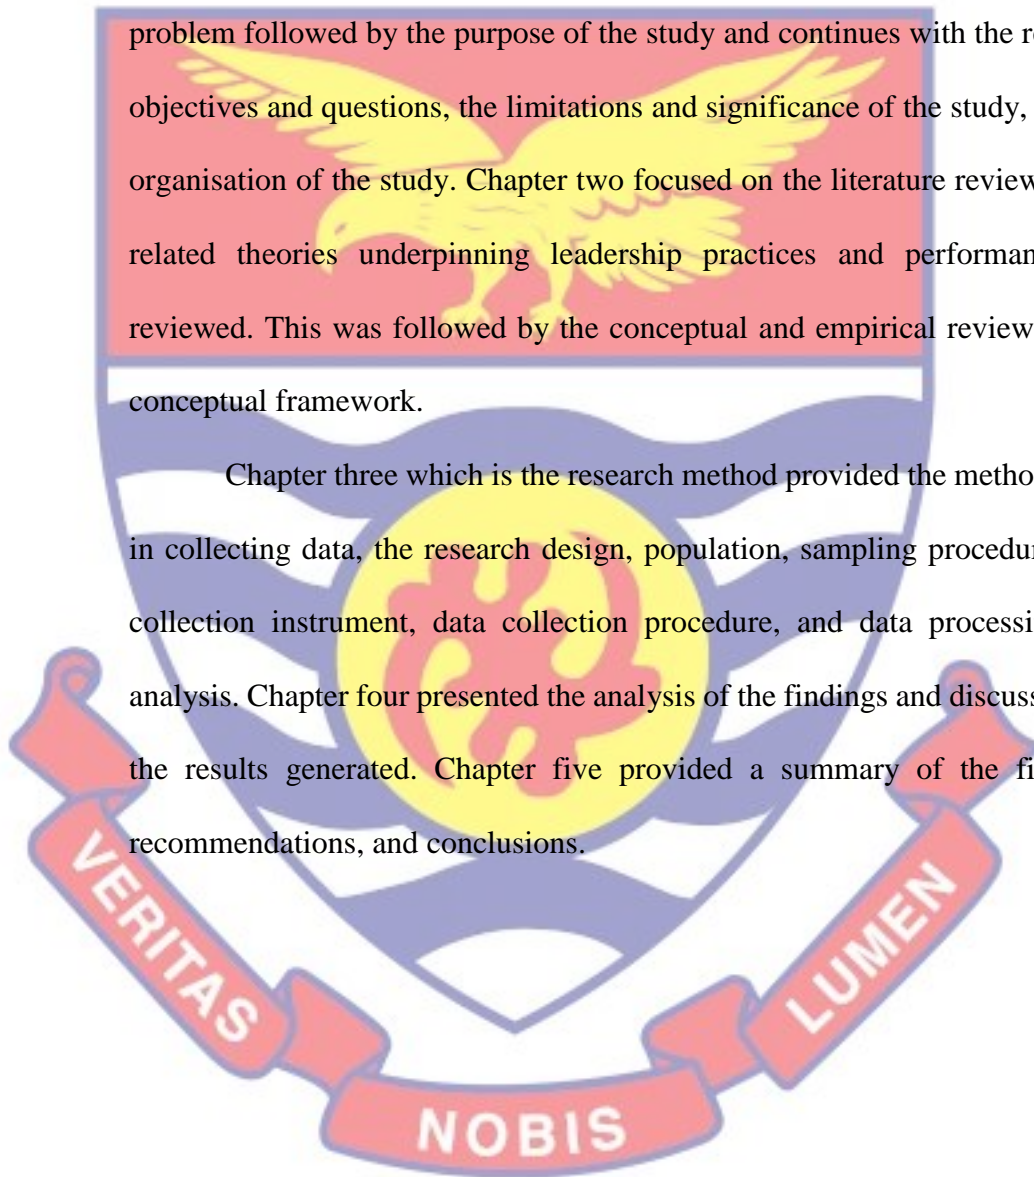 problem followed by the purpose of the study and continues with the re
objectives and questions, the limitations and significance of the study,
organisation of the study. Chapter two focused on the literature review
related theories underpinning leadership practices and performan
reviewed. This was followed by the conceptual and empirical review
conceptual framework.
Chapter three which is the research method provided the metho
in collecting data, the research design, population, sampling procedur
collection instrument, data collection procedure, and data processi
analysis. Chapter four presented the analysis of the findings and discuss
the results generated. Chapter five provided a summary of the fi
recommendations, and conclusions.
VERITAS
NOBIS
LUMEN